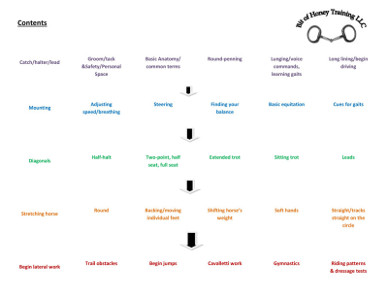 Contents
Bit of Honey Training LLC
Catch/halter/lead
Groom/tack
&Safety/Personal
Space
Basic Anatomy/
common terms
Round-penning
Lunging/voice
commands,
learning gaits
Long lining/begin
driving
Mounting
Adjusting
speed/breathing
Steering
Finding your
balance
Basic equitation
Cues for gaits
Diagonals
Half-halt
Two-point, half
seat, full seat
Extended trot
Sitting trot
Leads
Stretching horse
Round
Backing/moving
individual feet
Shifting horse's
weight
Soft hands
Straight/tracks
straight on the
circle
Begin lateral work
Trail obstacles
Begin jumps
Cavalletti work
Gymnastics
Riding patterns
& dressage tests